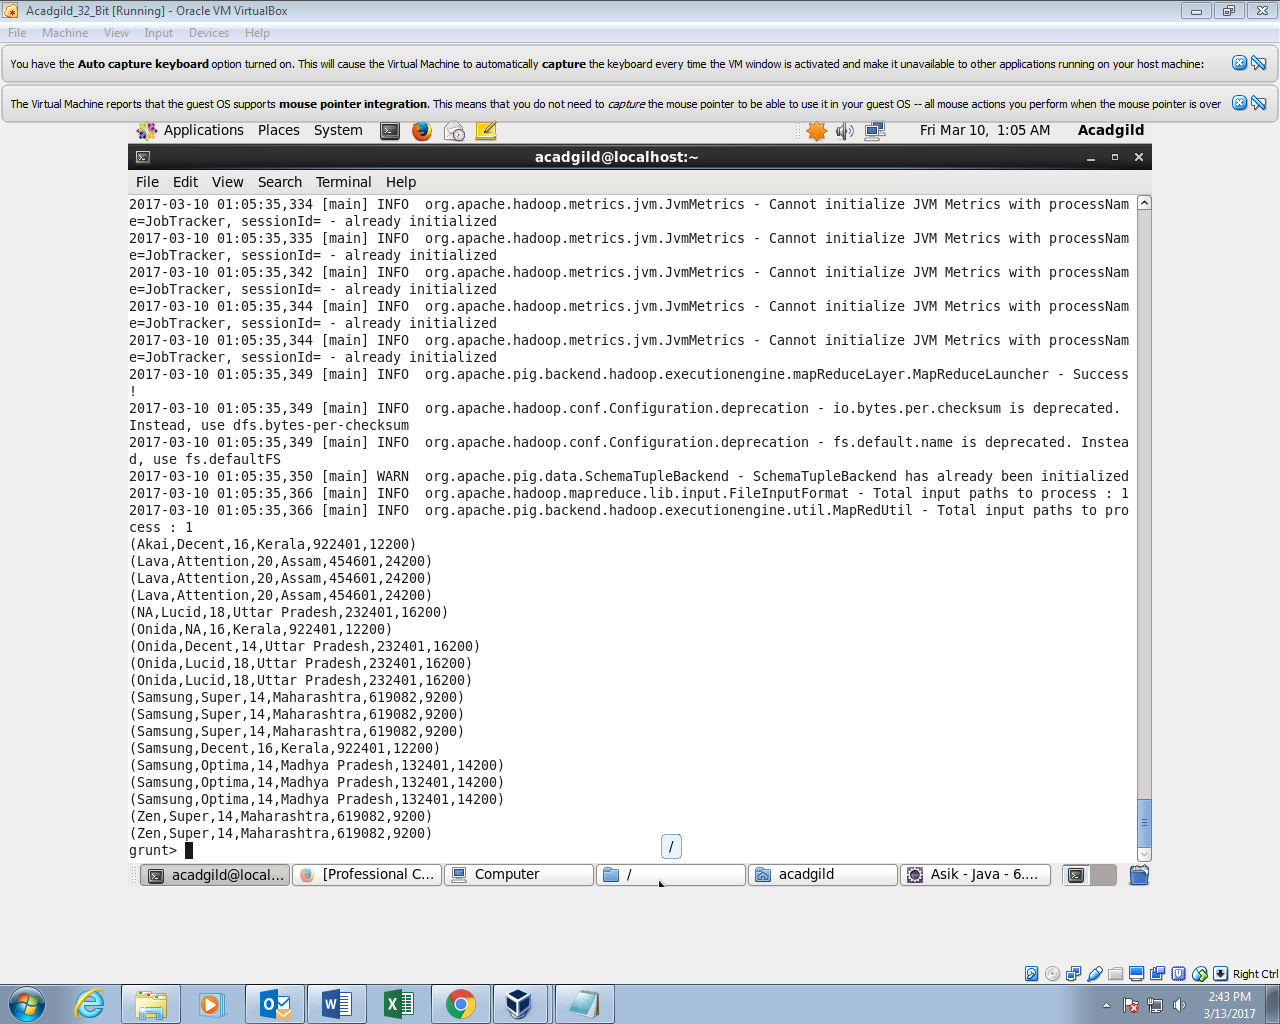 Acadgild_32_Bit [Running] - Oracle VM VirtualBox
File Machine View Input Devices Help
You have the Auto capture keyboard option turned on. This will cause the Virtual Machine to automatically capture the keyboard every time the VM window is activated and make it unavailable to other applications running on your host machine:
The Virtual Machine reports that the guest OS supports mouse pointer integration. This means that you do not need to capture the mouse pointer to be able to use it in your guest OS -- all mouse actions you perform when the mouse pointer is over
Applications Places System Fri Mar 10, 1:05 AM Acadgild
acadgild@localhost:~
File Edit View Search Terminal Help
2017-03-10 01:05:35,334 [main] INFO  org.apache.hadoop.metrics.jvm.JvmMetrics - Cannot initialize JVM Metrics with processNam
e=JobTracker, sessionId= - already initialized
2017-03-10 01:05:35,335 [main] INFO  org.apache.hadoop.metrics.jvm.JvmMetrics - Cannot initialize JVM Metrics with processNam
e=JobTracker, sessionId= - already initialized
2017-03-10 01:05:35,342 [main] INFO  org.apache.hadoop.metrics.jvm.JvmMetrics - Cannot initialize JVM Metrics with processNam
e=JobTracker, sessionId= - already initialized
2017-03-10 01:05:35,344 [main] INFO  org.apache.hadoop.metrics.jvm.JvmMetrics - Cannot initialize JVM Metrics with processNam
e=JobTracker, sessionId= - already initialized
2017-03-10 01:05:35,344 [main] INFO  org.apache.hadoop.metrics.jvm.JvmMetrics - Cannot initialize JVM Metrics with processNam
e=JobTracker, sessionId= - already initialized
2017-03-10 01:05:35,349 [main] INFO  org.apache.pig.backend.hadoop.executionengine.mapReduceLayer.MapReduceLauncher - Success
!
2017-03-10 01:05:35,349 [main] INFO  org.apache.hadoop.conf.Configuration.deprecation - io.bytes.per.checksum is deprecated.
Instead, use dfs.bytes-per-checksum
2017-03-10 01:05:35,349 [main] INFO  org.apache.hadoop.conf.Configuration.deprecation - fs.default.name is deprecated. Instea
d, use fs.defaultFS
2017-03-10 01:05:35,350 [main] WARN  org.apache.pig.data.SchemaTupleBackend - SchemaTupleBackend has already been initialized
2017-03-10 01:05:35,366 [main] INFO  org.apache.hadoop.mapreduce.lib.input.FileInputFormat - Total input paths to process : 1
2017-03-10 01:05:35,366 [main] INFO  org.apache.pig.backend.hadoop.executionengine.util.MapRedUtil - Total input paths to pro
cess : 1
(Akai,Decent,16,Kerala,922401,12200)
(Lava,Attention,20,Assam,454601,24200)
(Lava,Attention,20,Assam,454601,24200)
(Lava,Attention,20,Assam,454601,24200)
(NA,Lucid,18,Uttar Pradesh,232401,16200)
(Onida,NA,16,Kerala,922401,12200)
(Onida,Decent,14,Uttar Pradesh,232401,16200)
(Onida,Lucid,18,Uttar Pradesh,232401,16200)
(Onida,Lucid,18,Uttar Pradesh,232401,16200)
(Samsung,Super,14,Maharashtra,619082,9200)
(Samsung,Super,14,Maharashtra,619082,9200)
(Samsung,Super,14,Maharashtra,619082,9200)
(Samsung,Decent,16,Kerala,922401,12200)
(Samsung,Optima,14,Madhya Pradesh,132401,14200)
(Samsung,Optima,14,Madhya Pradesh,132401,14200)
(Samsung,Optima,14,Madhya Pradesh,132401,14200)
(Zen,Super,14,Maharashtra,619082,9200)
(Zen,Super,14,Maharashtra,619082,9200)
grunt>
/
acadgild@local... [Professional C... Computer / acadgild Asik - Java - 6....
Right Ctrl
2:43 PM
3/13/2017